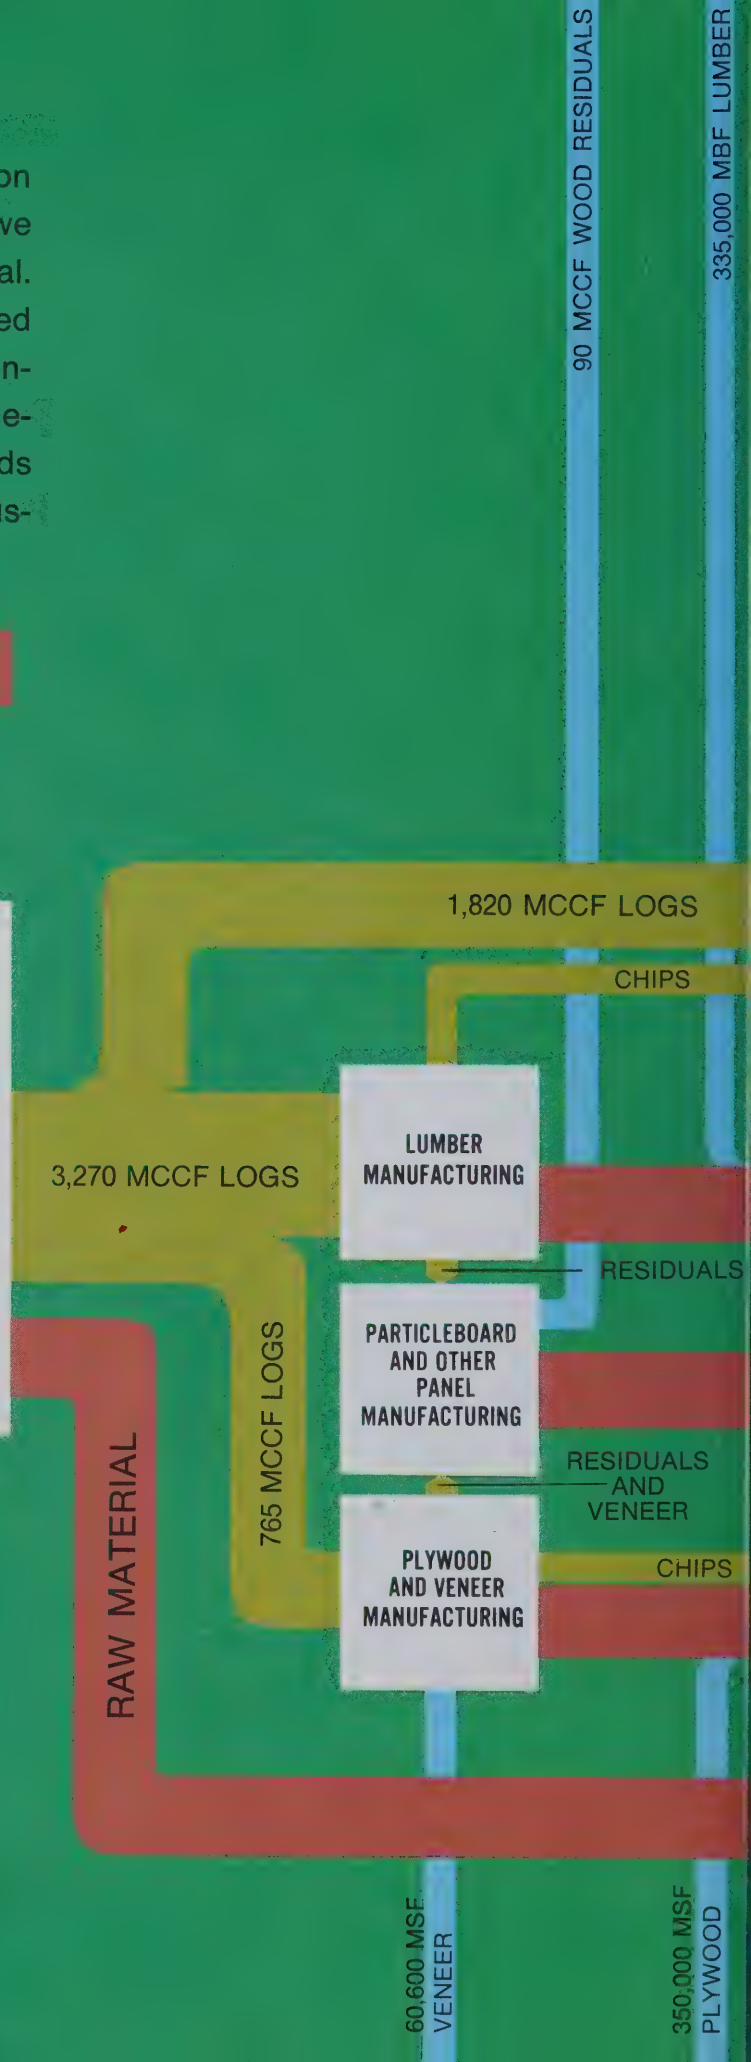 90 MCCF WOOD RESIDUALS
335,000 MBF LUMBER
on
we
al.
ed
n-
e-
ds
us-
1,820 MCCF LOGS
CHIPS
LUMBER
MANUFACTURING
3,270 MCCF LOGS
RESIDUALS
PARTICLEBOARD
AND OTHER
PANEL
MANUFACTURING
765 MCCF LOGS
RAW MATERIAL
RESIDUALS
AND
VENEER
PLYWOOD
AND VENEER
MANUFACTURING
CHIPS
60,600 MSF
VENEER
350,000 MSF
PLYWOOD